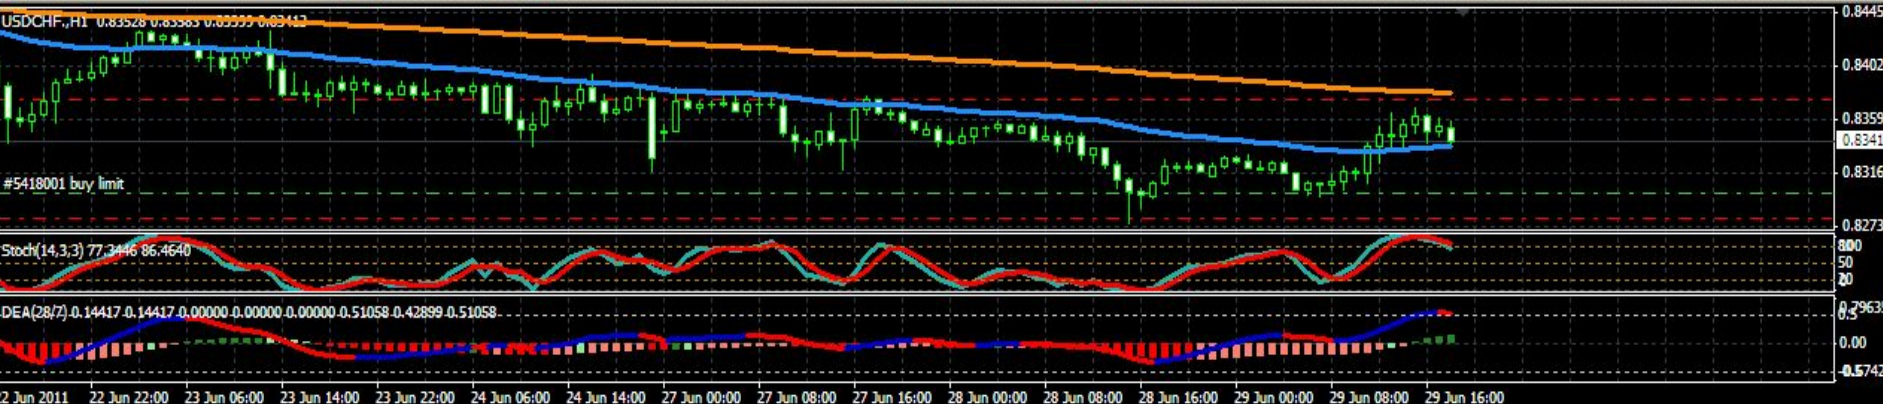 USDCHF.,H1 0.83528 0.83583 0.83412
0.8445
0.8402
0.8359
0.8341
0.8316
0.8273
#5418001 buy limit
Stoch(14,3,3) 77.3446 86.4640
80
50
20
DEA(28/7) 0.14417 0.14417 0.00000 0.00000 0.00000 0.51058 0.42899 0.51058
0.5
0.00
22 Jun 2011 22 Jun 22:00 23 Jun 06:00 23 Jun 14:00 23 Jun 22:00 24 Jun 06:00 24 Jun 14:00 27 Jun 00:00 27 Jun 08:00 27 Jun 16:00 28 Jun 00:00 28 Jun 08:00 28 Jun 16:00 29 Jun 00:00 29 Jun 08:00 29 Jun 16:00